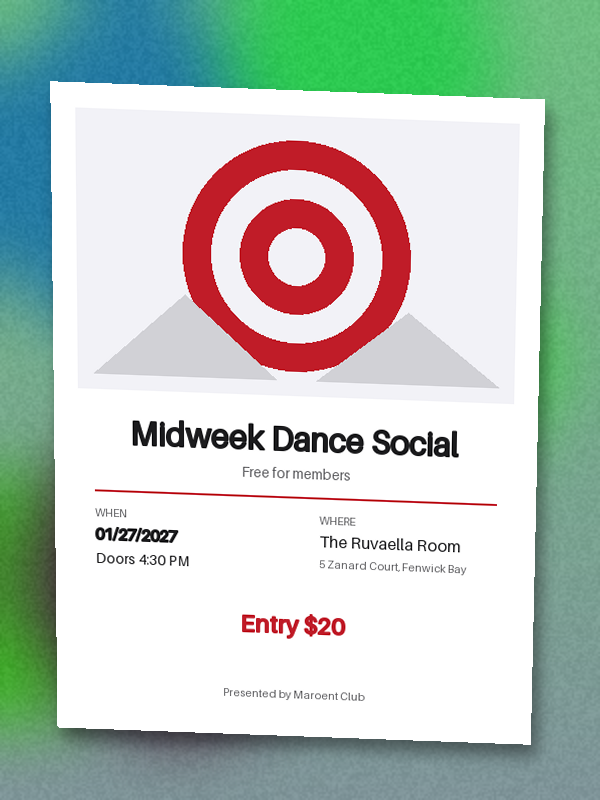 Midweek Dance Social
Free for members
WHEN
01/27/2027
Doors 4:30 PM
WHERE
The Ruvaella Room
5 Zanard Court, Fenwick Bay
Entry $20
Presented by Maroent Club